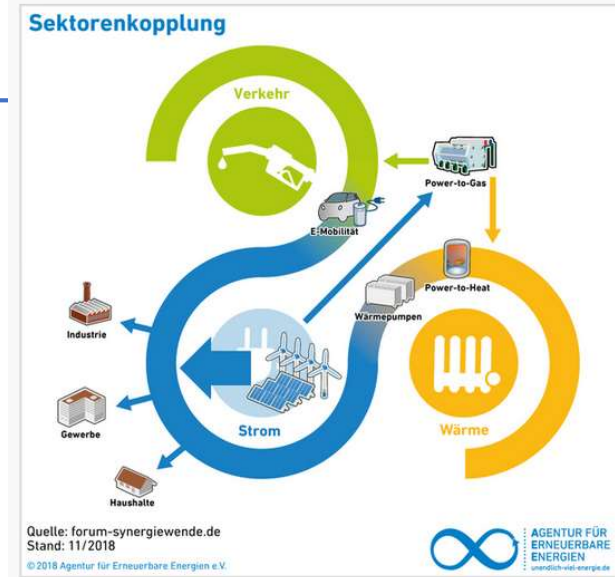 Sektorenkopplung
Verkehr
Power-to-Gas
E-Mobilität
Power-to-Heat
Wärmepumpen
Industrie
Strom
Wärme
Gewerbe
Haushalte
Quelle: forum-synergiewende.de
Stand: 11/2018
© 2018 Agentur für Erneuerbare Energien e.V.
AGENTUR FÜR
ERNEUERBARE
ENERGIEN
unendlich-viel-energie.de